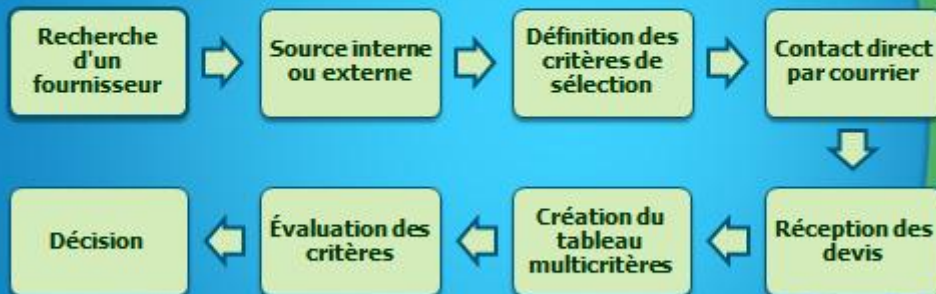 Recherche
d'un
fournisseur
Source interne
ou externe
Définition des
critères de
sélection
Contact direct
par courrier
Réception des
devis
Création du
tableau
multicritères
Évaluation des
critères
Décision